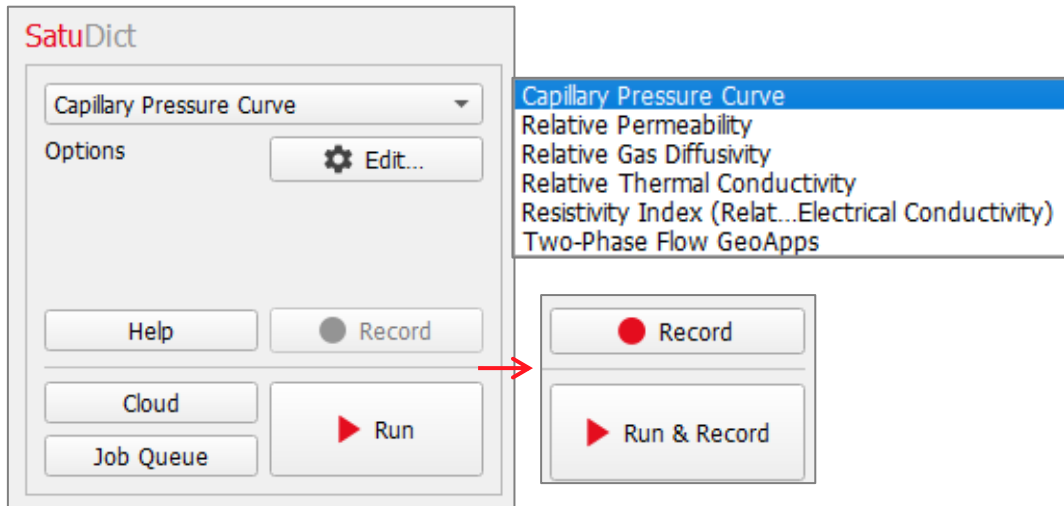 SatuDict
Capillary Pressure Curve
Options
Edit...
Help
Record
Cloud
Job Queue
Run
Capillary Pressure Curve
Relative Permeability
Relative Gas Diffusivity
Relative Thermal Conductivity
Resistivity Index (Relat...Electrical Conductivity)
Two-Phase Flow GeoApps
Record
Run & Record